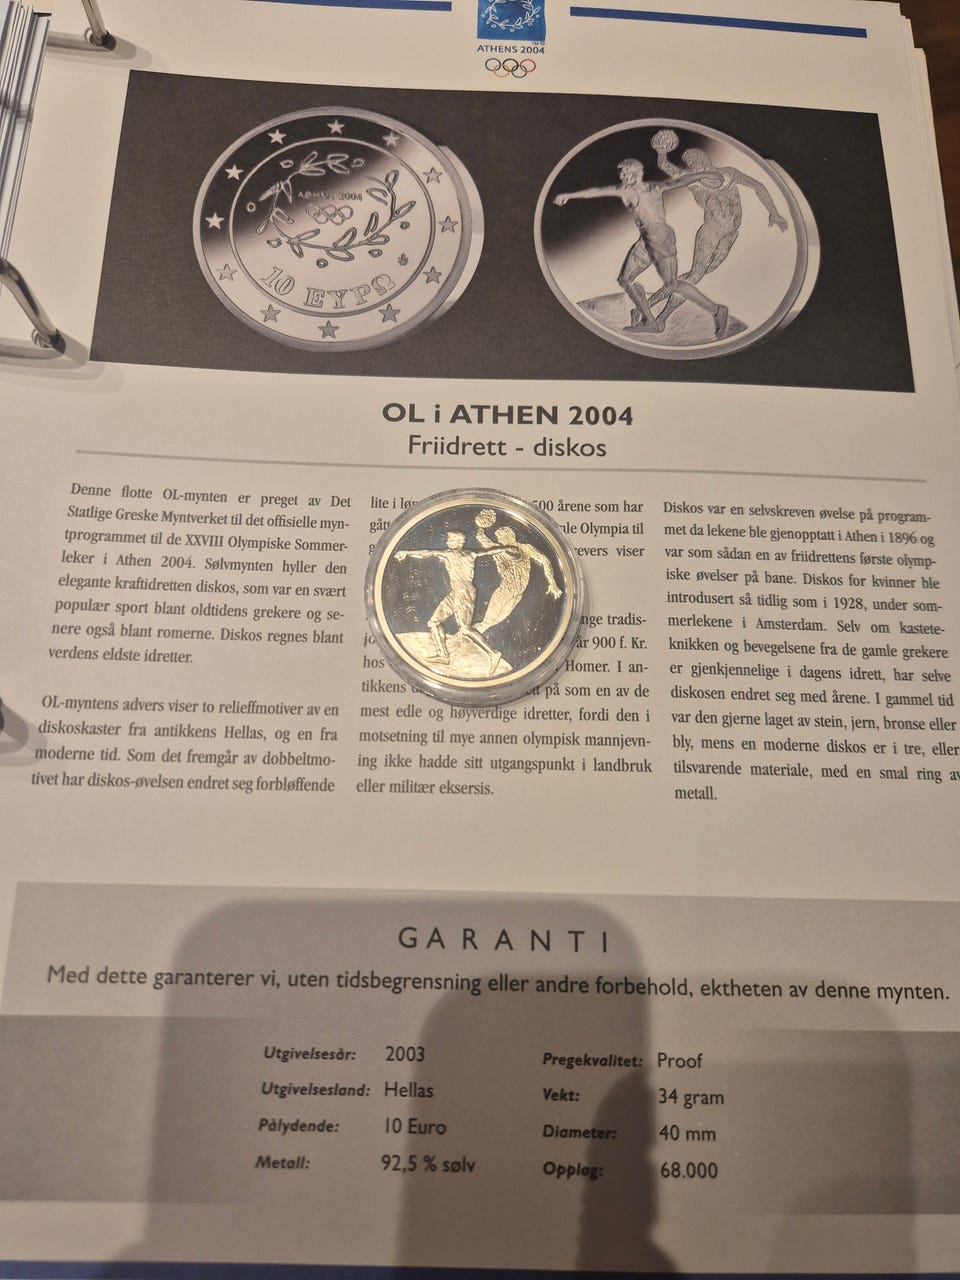 ATHENS 2004
ATHENS 2004
10 ΕΥΡΩ
OL i ATHEN 2004
Friidrett - diskos
Denne flotte OL-mynten er preget av Det
Statlige Greske Myntverket til det offisielle myn-
tprogrammet til de XXVIII Olympiske Sommer-
leker i Athen 2004. Sølvmynten hyller den
elegante kraftidretten diskos, som var en svært
populær sport blant oldtidens grekere og se-
nere også blant romerne. Diskos regnes blant
verdens eldste idretter.
OL-myntens advers viser to relieffmotiver av en
diskoskaster fra antikkens Hellas, og en fra
moderne tid. Som det fremgår av dobbeltmo-
tivet har diskos-øvelsen endret seg forbløffende
lite i 500 årene som har
Olympia til
viser
tradis-
år 900 f. Kr.
hos Homer. I an-
tikkens på som en av de
mest edle og høyverdige idretter, fordi den i
motsetning til mye annen olympisk mannjevn-
ing ikke hadde sitt utgangspunkt i landbruk
eller militær eksersis.
Diskos var en selvskreven øvelse på program-
met da lekene ble gjenopptatt i Athen i 1896 og
var som sådan en av friidrettens første olymp-
iske øvelser på bane. Diskos for kvinner ble
introdusert så tidlig som i 1928, under som-
merlekene i Amsterdam. Selv om kastete-
knikken og bevegelsene fra de gamle grekere
er gjenkjennelige i dagens idrett, har selve
diskosen endret seg med årene. I gammel tid
var den gjerne laget av stein, jern, bronse eller
bly, mens en moderne diskos er i tre, eller
tilsvarende materiale, med en smal ring av
metall.
GARANTI
Med dette garanterer vi, uten tidsbegrensning eller andre forbehold, ektheten av denne mynten.
Utgivelsesår: 2003
Utgivelsesland: Hellas
Pålydende: 10 Euro
Metall: 92,5 % sølv
Pregekvalitet: Proof
Vekt: 34 gram
Diameter: 40 mm
Opplag: 68.000